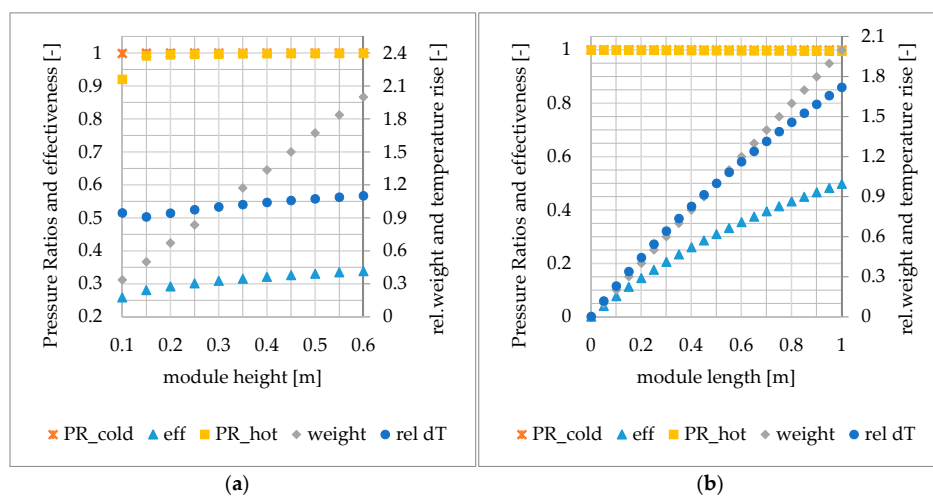 Pressure Ratios and effectiveness [-]
1
0.9
0.8
0.7
0.6
0.5
0.4
0.3
0.2
2.4
2.1
1.8
1.5
1.2
0.9
0.6
0.3
0
rel.weight and temperature rise [-]
0.1 0.2 0.3 0.4 0.5 0.6
module height [m]
PR_cold eff PR_hot weight rel dT
(a)
Pressure Ratios and effectiveness [-]
1
0.8
0.6
0.4
0.2
0
2.1
1.8
1.5
1.2
0.9
0.6
0.3
0
rel.weight and temperature rise [-]
0 0.2 0.4 0.6 0.8 1
module length [m]
PR_cold eff PR_hot weight rel dT
(b)